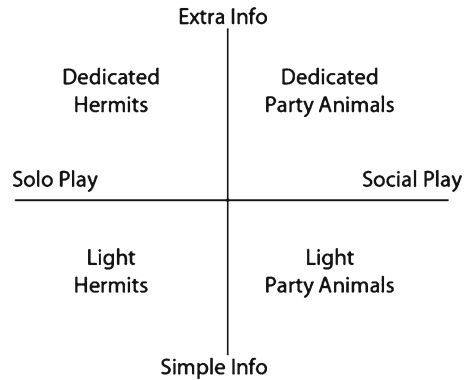 Extra Info
Dedicated
Hermits
Dedicated
Party Animals
Solo Play
Social Play
Light
Hermits
Light
Party Animals
Simple Info